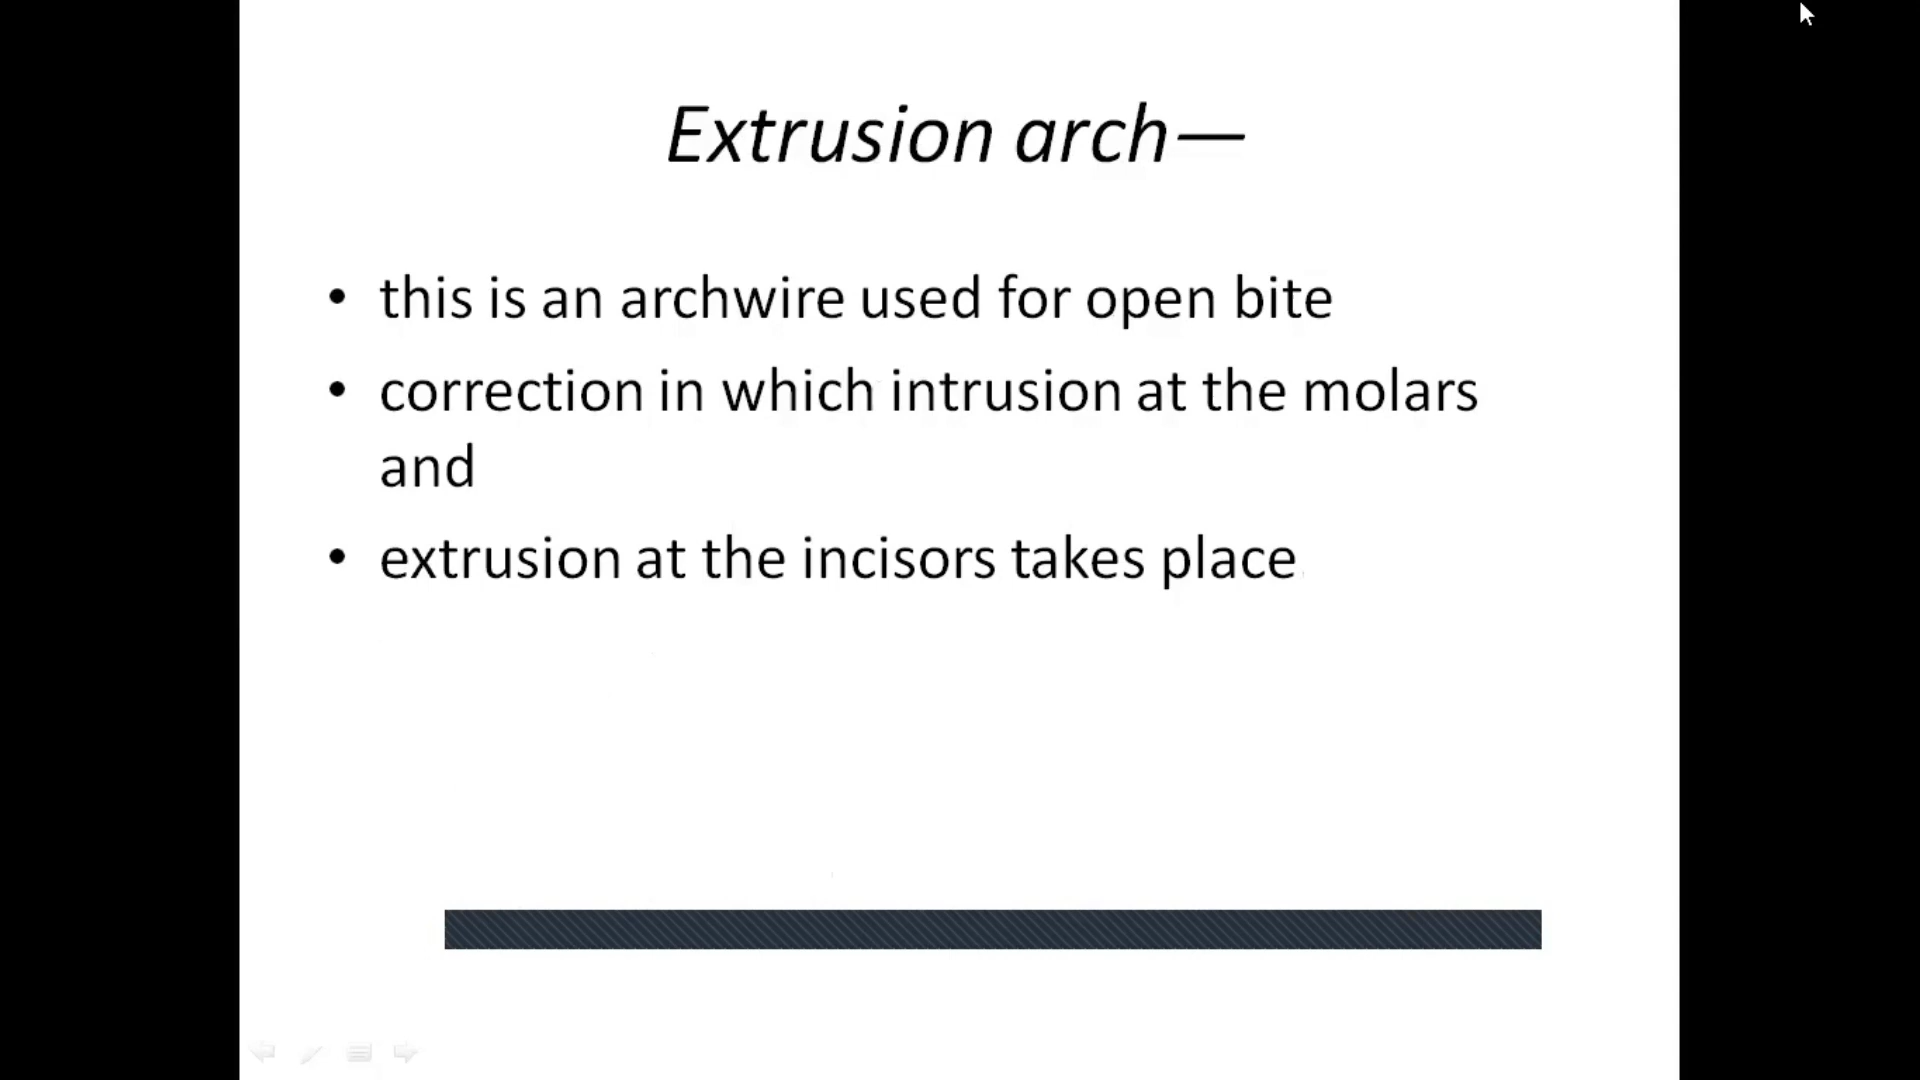 Extrusion arch—
• this is an archwire used for open bite
• correction in which intrusion at the molars
and
• extrusion at the incisors takes place